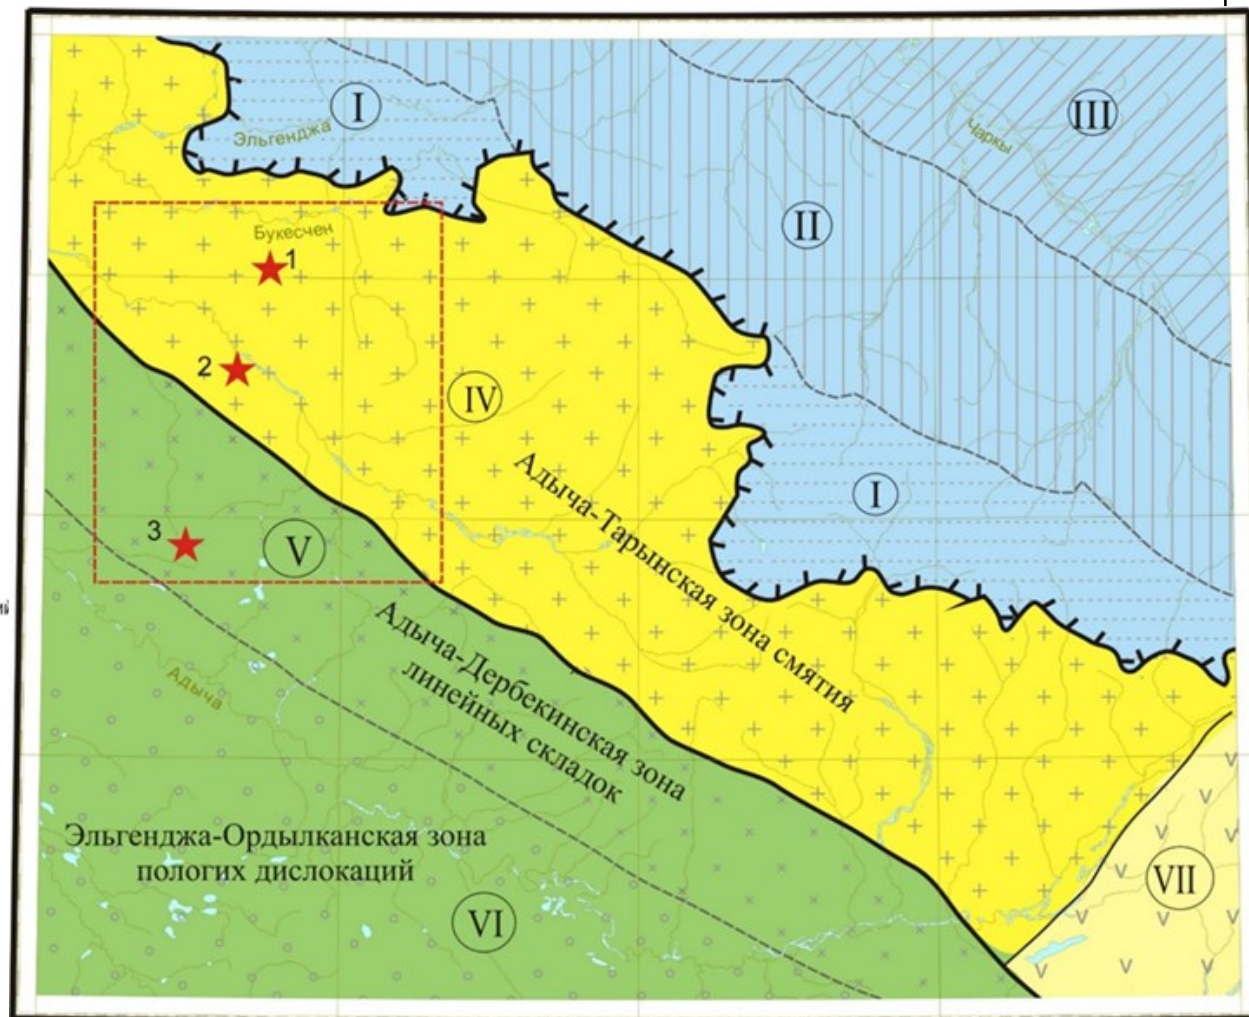 I
Эльгенджа
III
Чаркы
II
Букесчен
1
2
IV
I
Адыча-Тарынская зона смятия
3
V
Адыча-Дербекинская зона
линейных складок
Адыча
Эльгенджа-Ордылканская зона
пологих дислокаций
VI
VII